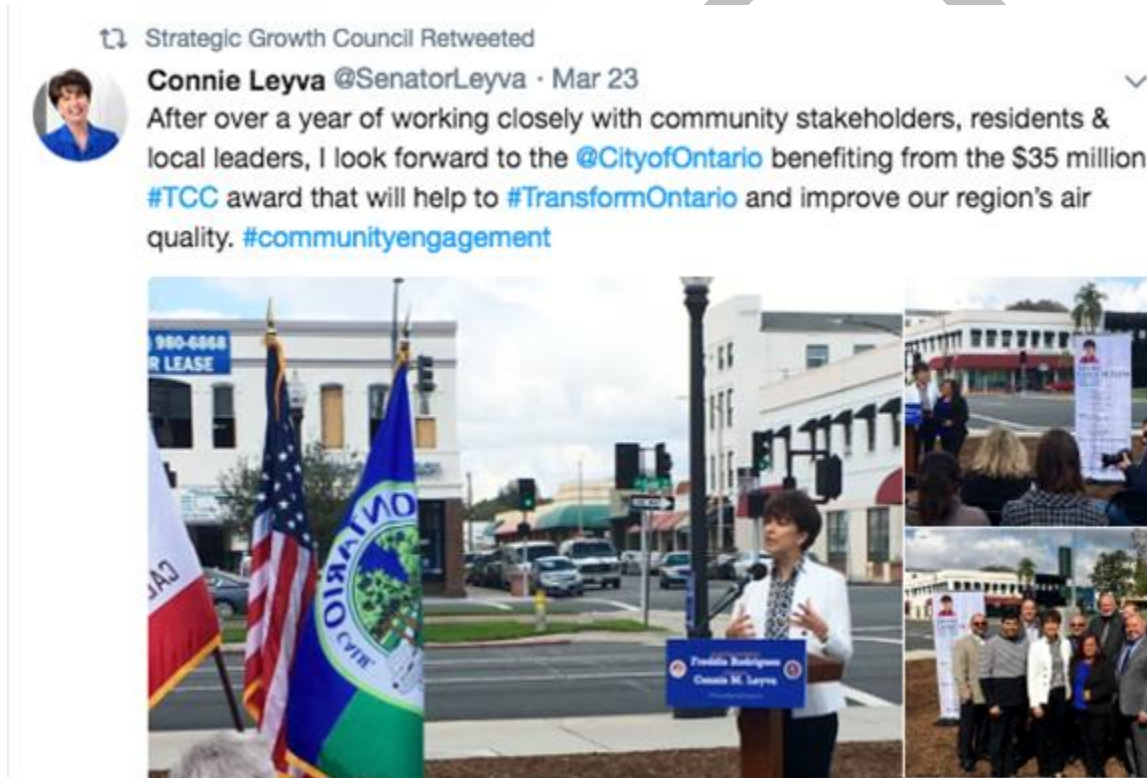 Strategic Growth Council Retweeted
Connie Leyva @SenatorLeyva · Mar 23
After over a year of working closely with community stakeholders, residents &
local leaders, I look forward to the @CityofOntario benefiting from the $35 million
#TCC award that will help to #TransformOntario and improve our region's air
quality. #communityengagement
980-6868
R LEASE
ONTARIO
Freddie Rodriguez
Connie M. Leyva